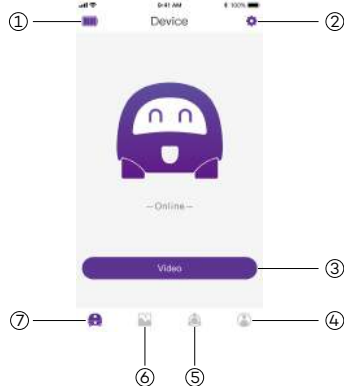 9:41 AM 100%
① Device ②
—Online—
Video ③
⑦ ④
⑥ ⑤